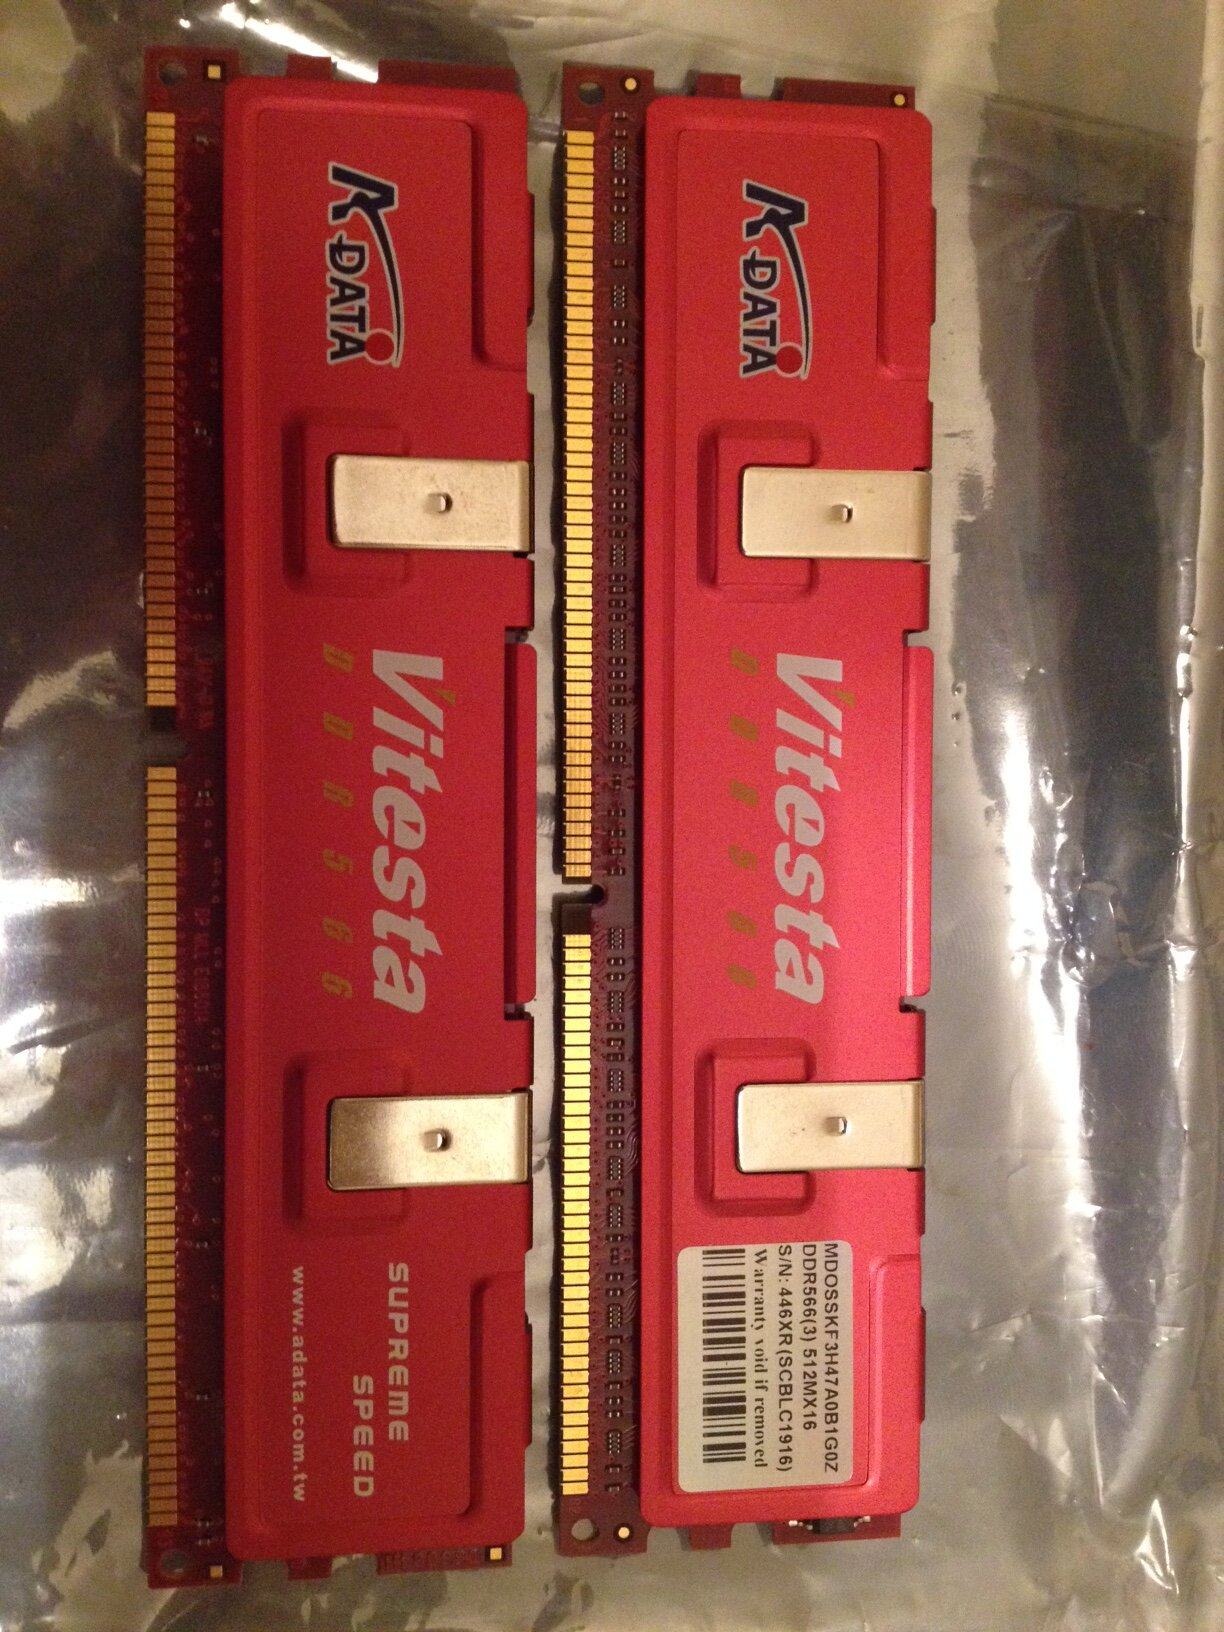 A DATA
Vitesta
DDR566
SUPREME
SPEED
www.adata.com.tw
A DATA
Vitesta
DDR566
MDOSSKF3H47A0B1G0Z
DDR566(3) 512MX16
S/N: 446XR(SCBLC1916)
Warranty void if removed